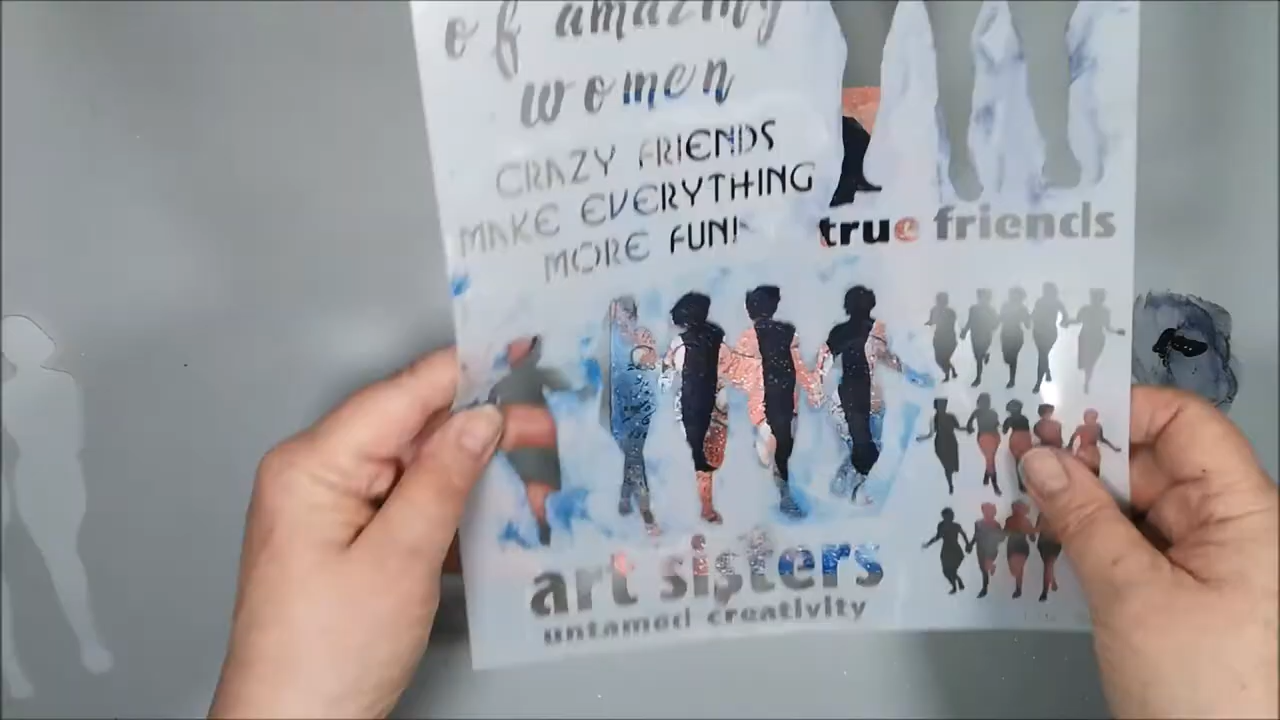 of amazing
women
CRAZY FRIENDS
MAKE EVERYTHING
MORE FUN!
true friends
art sisters
untamed creativity